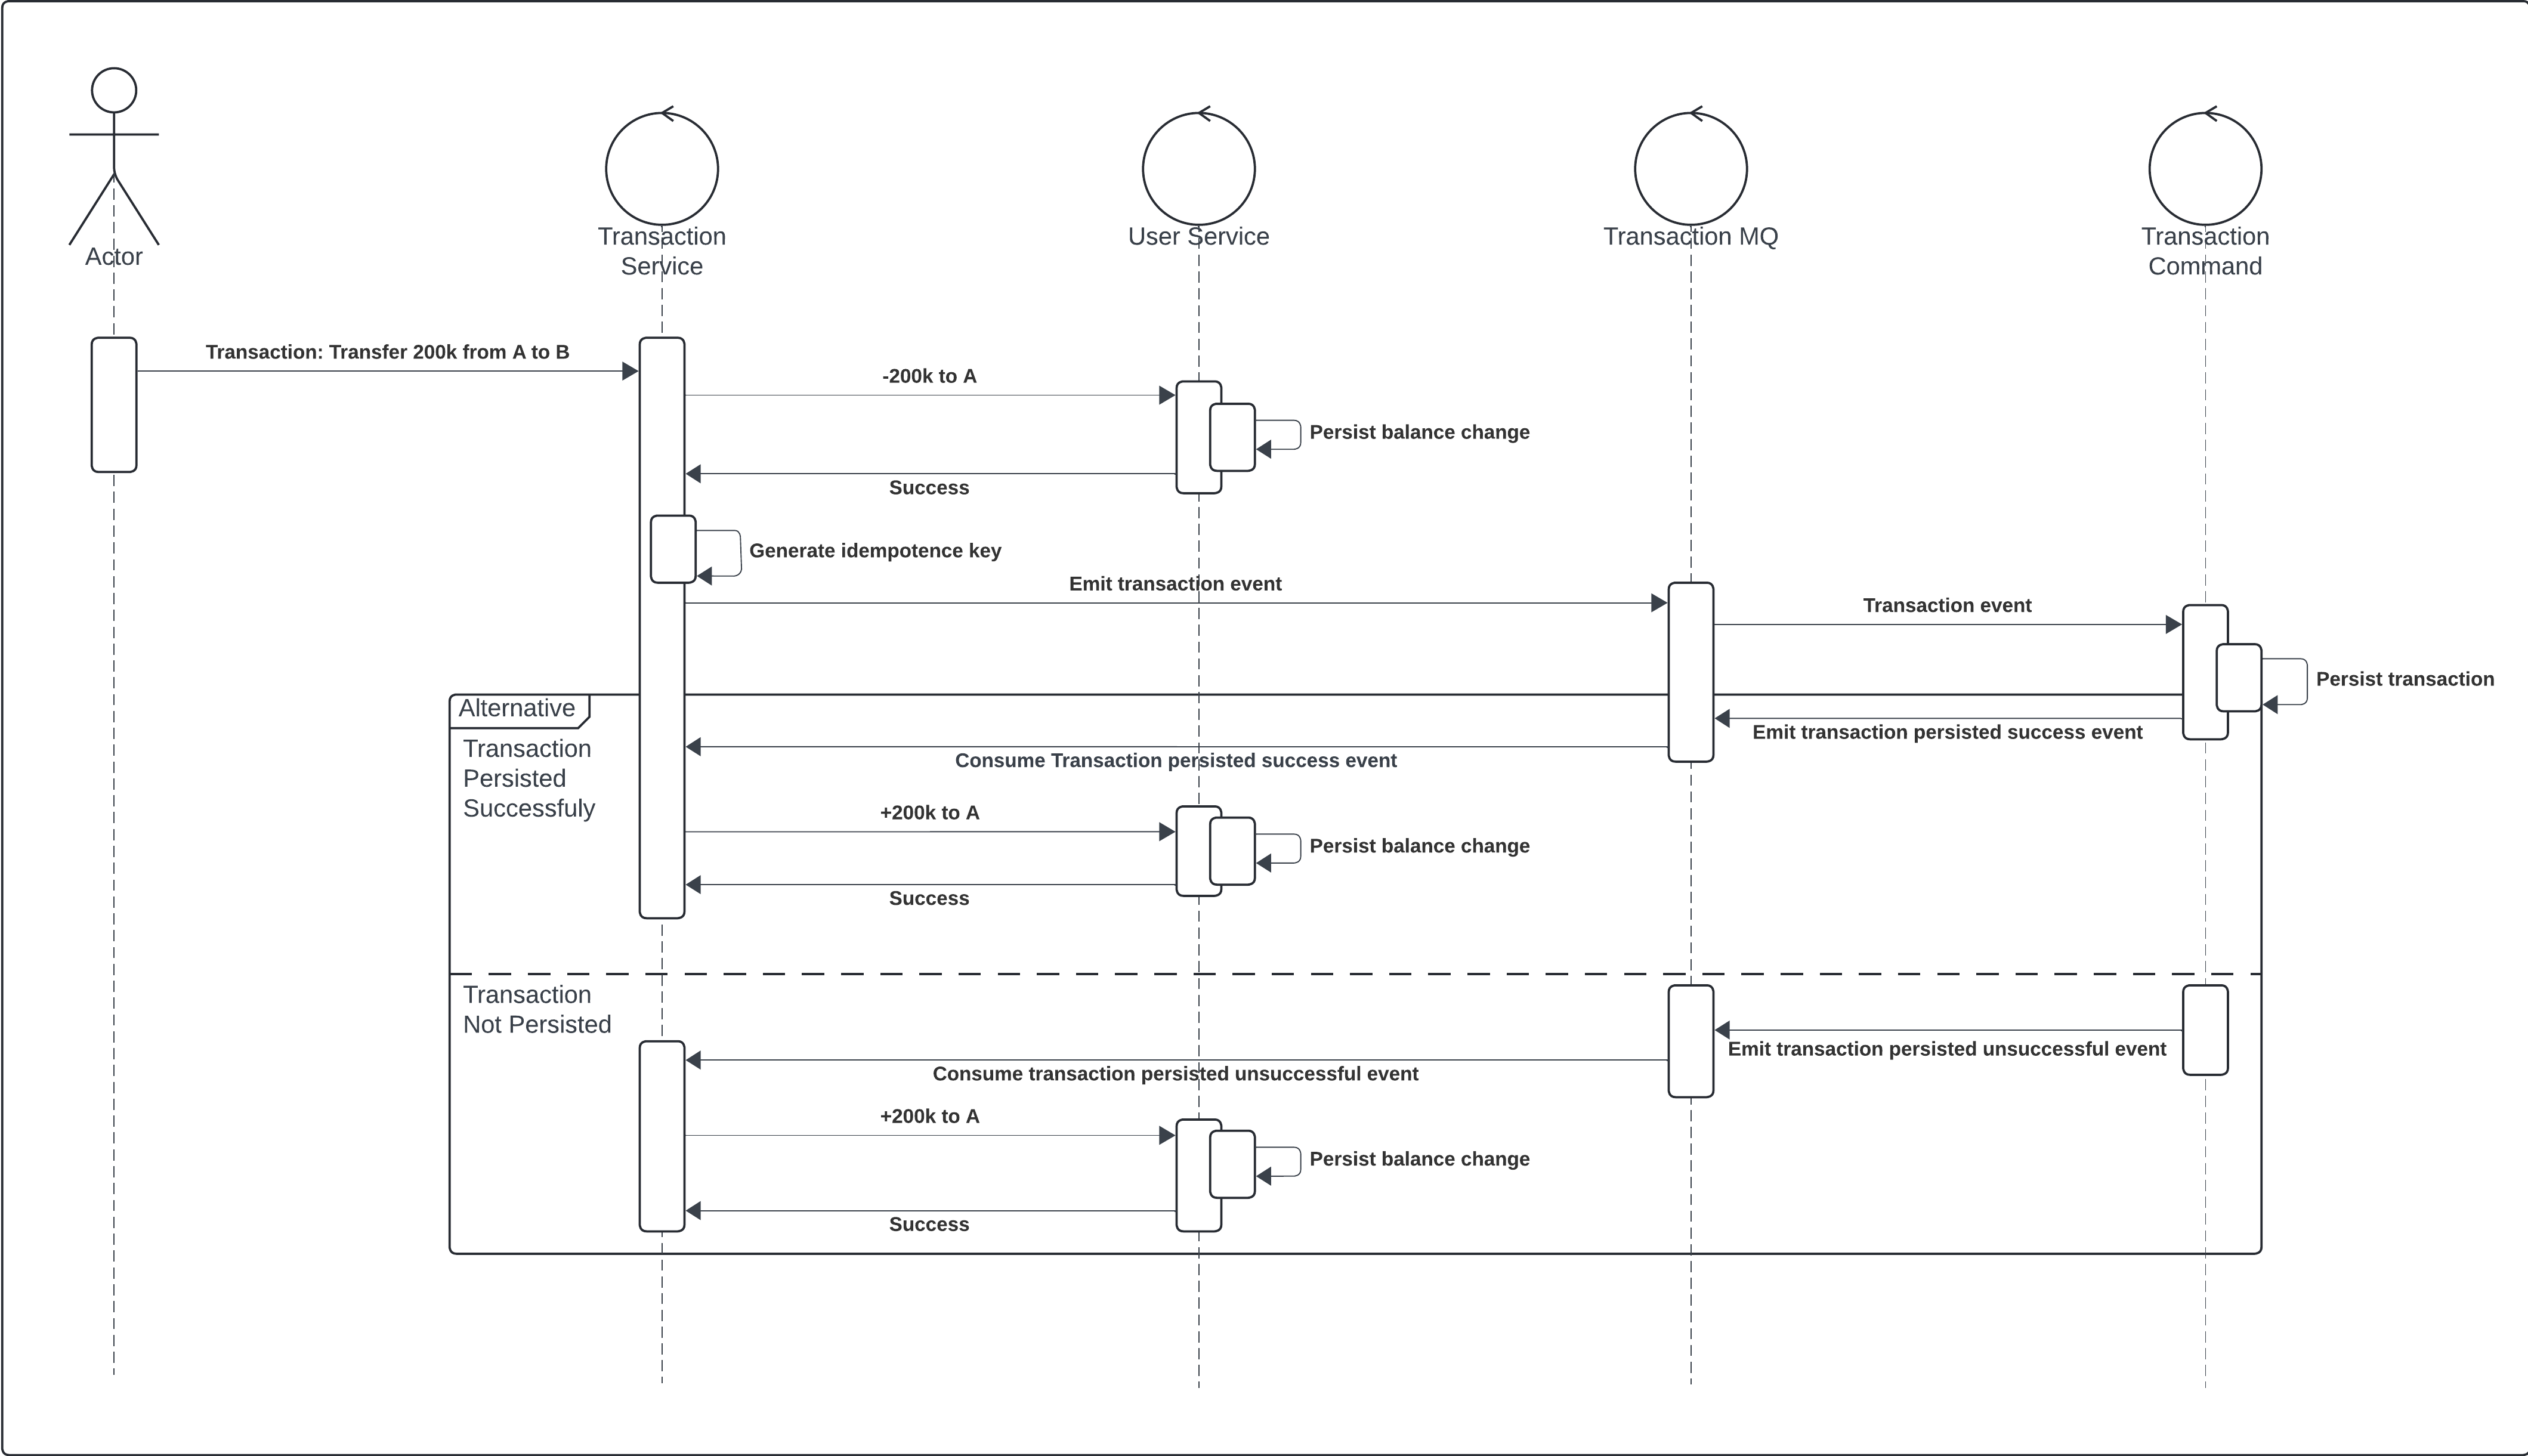 Actor
Transaction
Service
User Service
Transaction MQ
Transaction
Command
Transaction: Transfer 200k from A to B
-200k to A
Persist balance change
Success
Generate idempotence key
Emit transaction event
Transaction event
Persist transaction
Alternative
Transaction
Persisted
Successfuly
Emit transaction persisted success event
Consume Transaction persisted success event
+200k to A
Persist balance change
Success
Transaction
Not Persisted
Emit transaction persisted unsuccessful event
Consume transaction persisted unsuccessful event
+200k to A
Persist balance change
Success